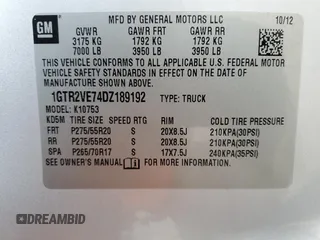 GM
MFD BY GENERAL MOTORS LLC 10/12
GVWR GAWR FRT GAWR RR
3175 KG 1792 KG 1792 KG
7000 LB 3950 LB 3950 LB
THIS VEHICLE CONFORMS TO ALL APPLICABLE U.S. FEDERAL MOTOR
VEHICLE SAFETY STANDARDS IN EFFECT ON THE DATE OF
MANUFACTURE SHOWN ABOVE.
1GTR2VE74DZ189192 TYPE: TRUCK
MODEL: K10753
KD5M TIRE SIZE SPEED RTG RIM COLD TIRE PRESSURE
FRT P275/55R20 S 20X8.5J 210KPA(30PSI)
RR P275/55R20 S 20X8.5J 210KPA(30PSI)
SPA P265/70R17 S 17X7.5J 240KPA(35PSI)
SEE OWNER'S MANUAL
DREAMBID